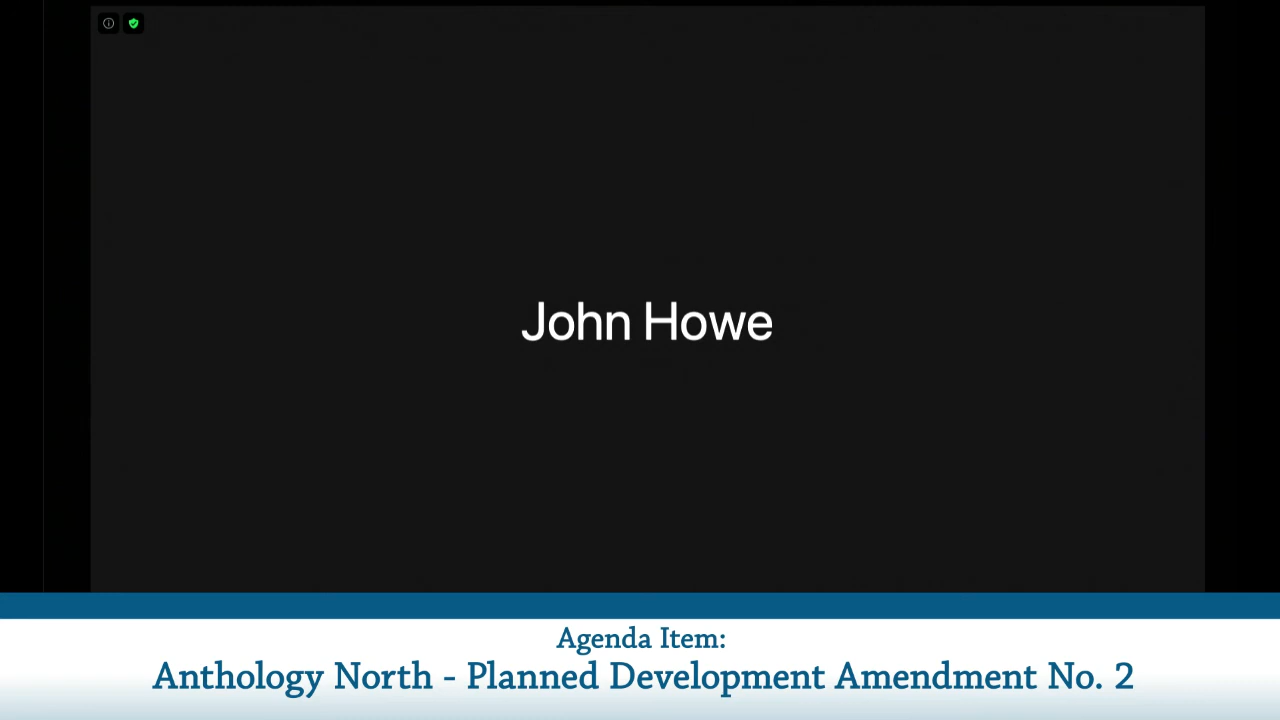 John Howe
Agenda Item:
Anthology North - Planned Development Amendment No. 2